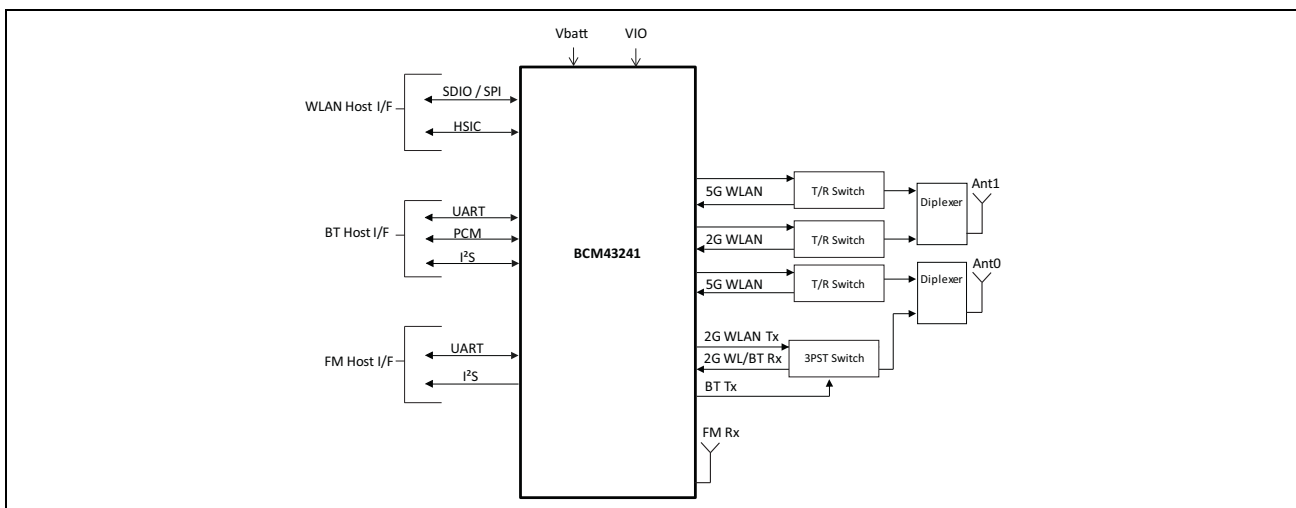 Vbatt VIO
WLAN Host I/F
SDIO / SPI
HSIC
BT Host I/F
UART
PCM
I²S
FM Host I/F
UART
I²S
BCM43241
5G WLAN
T/R Switch
2G WLAN
T/R Switch
Diplexer
Ant1
5G WLAN
T/R Switch
Diplexer
Ant0
2G WLAN Tx
2G WL/BT Rx
BT Tx
3PST Switch
FM Rx